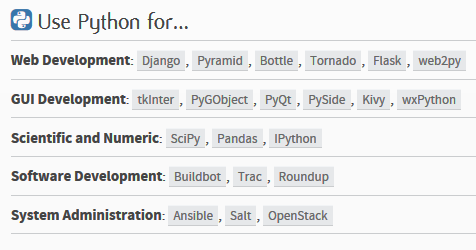 Use Python for...
Web Development: Django, Pyramid, Bottle, Tornado, Flask, web2py
GUI Development: tkInter, PyGObject, PyQt, PySide, Kivy, wxPython
Scientific and Numeric: SciPy, Pandas, IPython
Software Development: Buildbot, Trac, Roundup
System Administration: Ansible, Salt, OpenStack